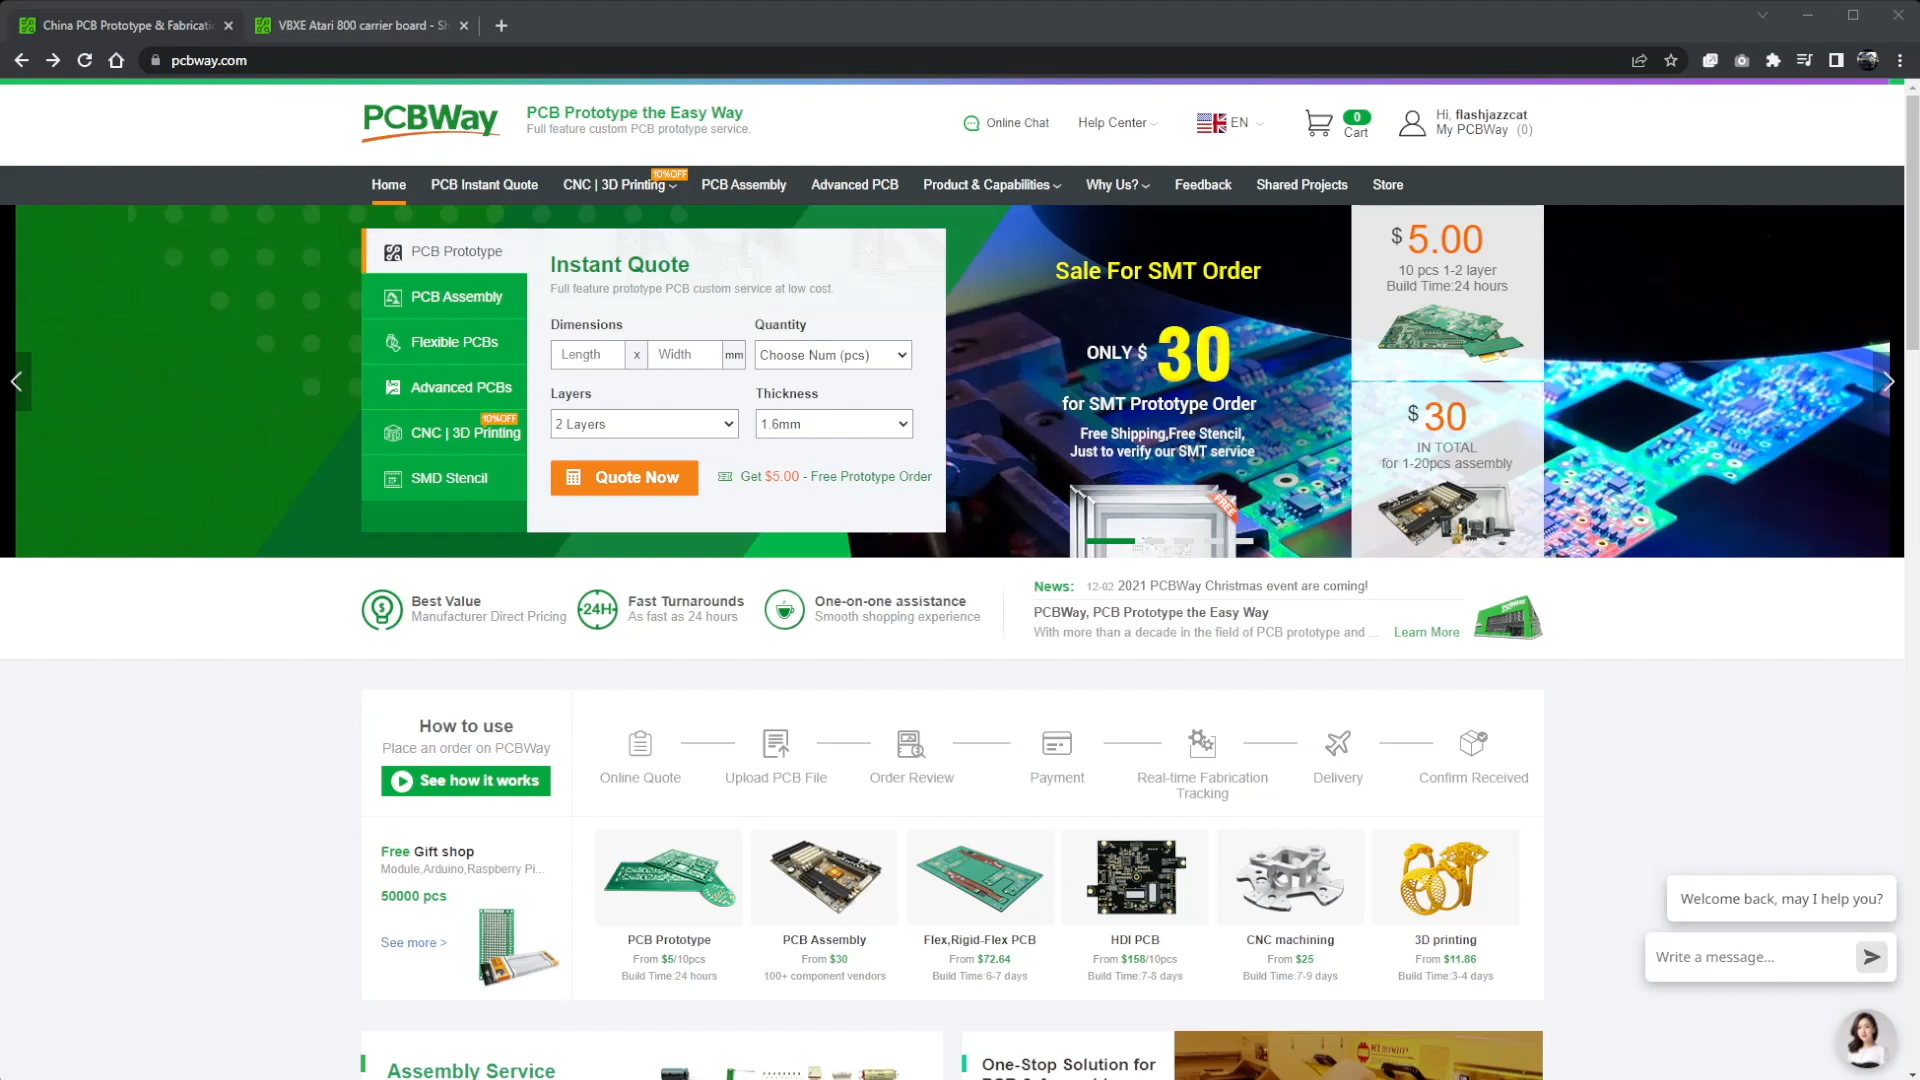 China PCB Prototype & Fabricatio
VBXE Atari 800 carrier board - Sh
pcbway.com
PCBWay
PCB Prototype the Easy Way
Full feature custom PCB prototype service.
Online Chat
Help Center
EN
0
Cart
Hi, flashjazzcat
My PCBWay (0)
Home
PCB Instant Quote
CNC | 3D Printing
10%OFF
PCB Assembly
Advanced PCB
Product & Capabilities
Why Us?
Feedback
Shared Projects
Store
PCB Prototype
PCB Assembly
Flexible PCBs
Advanced PCBs
10%OFF
CNC | 3D Printing
SMD Stencil
Instant Quote
Full feature prototype PCB custom service at low cost.
Dimensions
Quantity
Length x Width mm
Choose Num (pcs)
Layers
Thickness
2 Layers
1.6mm
Quote Now
Get $5.00 - Free Prototype Order
Sale For SMT Order
ONLY $ 30
for SMT Prototype Order
Free Shipping,Free Stencil,
Just to verify our SMT service
FREE
$ 5.00
10 pcs 1-2 layer
Build Time:24 hours
$ 30
IN TOTAL
for 1-20pcs assembly
Best Value
Manufacturer Direct Pricing
24H
Fast Turnarounds
As fast as 24 hours
One-on-one assistance
Smooth shopping experience
News: 12-02 2021 PCBWay Christmas event are coming!
PCBWay, PCB Prototype the Easy Way
With more than a decade in the field of PCB prototype and ...
Learn More
How to use
Place an order on PCBWay
See how it works
Online Quote
Upload PCB File
Order Review
Payment
Real-time Fabrication
Tracking
Delivery
Confirm Received
Free Gift shop
Module,Arduino,Raspberry Pi...
50000 pcs
See more >
PCB Prototype
From $5/10pcs
Build Time:24 hours
PCB Assembly
From $30
100+ component vendors
Flex,Rigid-Flex PCB
From $72.64
Build Time:6-7 days
HDI PCB
From $158/10pcs
Build Time:7-8 days
CNC machining
From $25
Build Time:7-9 days
3D printing
From $11.86
Build Time:3-4 days
Welcome back, may I help you?
Write a message...
Assembly Service
One-Stop Solution for